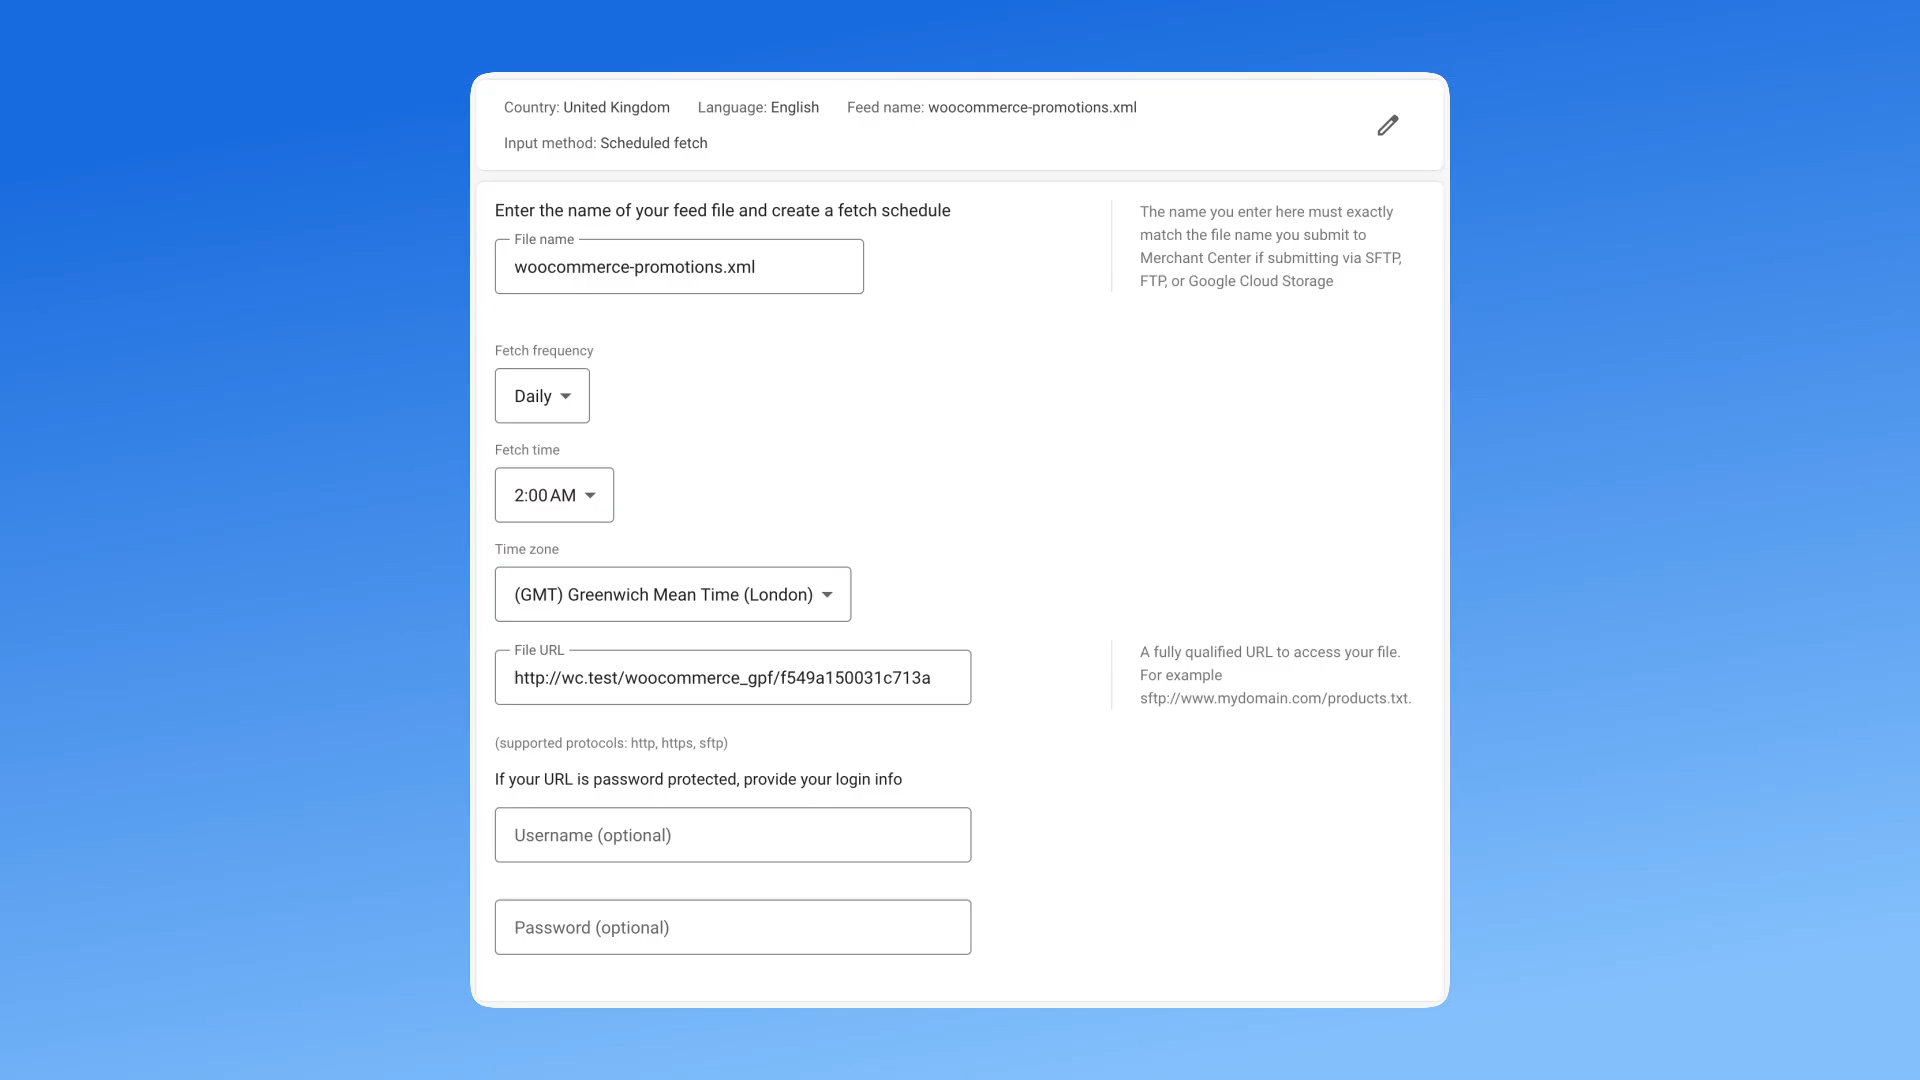 Country: United Kingdom Language: English Feed name: woocommerce-promotions.xml
Input method: Scheduled fetch
Enter the name of your feed file and create a fetch schedule
File name
woocommerce-promotions.xml
The name you enter here must exactly
match the file name you submit to
Merchant Center if submitting via SFTP,
FTP, or Google Cloud Storage
Fetch frequency
Daily
Fetch time
2:00 AM
Time zone
(GMT) Greenwich Mean Time (London)
File URL
http://wc.test/woocommerce_gpf/f549a150031c713a
A fully qualified URL to access your file.
For example
sftp://www.mydomain.com/products.txt.
(supported protocols: http, https, sftp)
If your URL is password protected, provide your login info
Username (optional)
Password (optional)